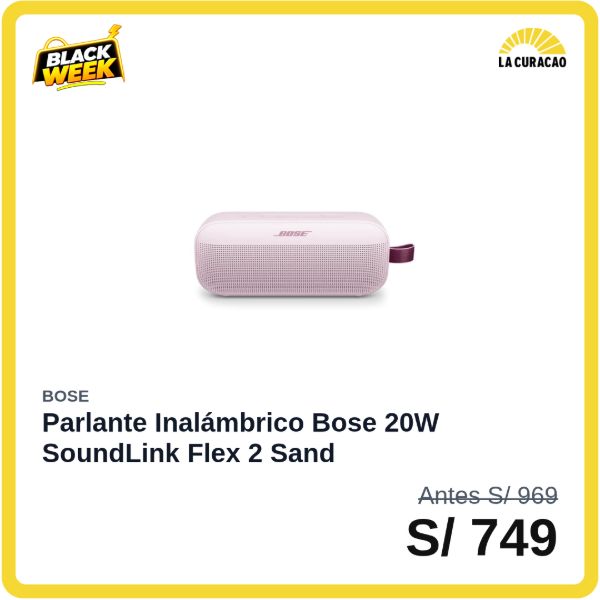 BLACK
WEEK
LA CURACAO
BOSE
BOSE
Parlante Inalámbrico Bose 20W
SoundLink Flex 2 Sand
Antes S/ 969
S/ 749